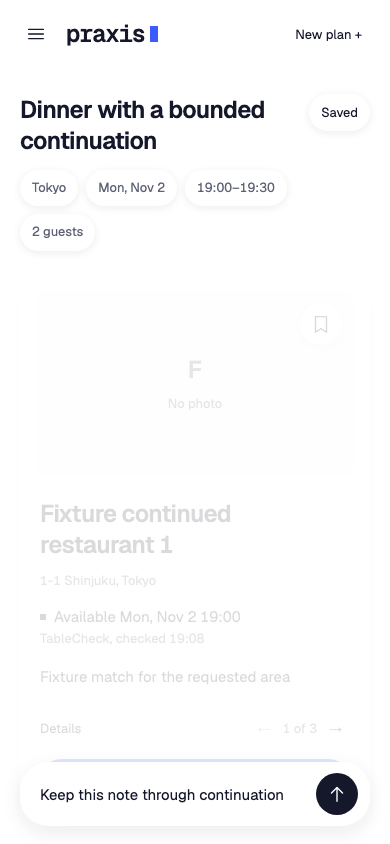 praxis
New plan +
Dinner with a bounded
continuation
Saved
Tokyo
Mon, Nov 2
19:00–19:30
2 guests
F
No photo
Fixture continued
restaurant 1
1-1 Shinjuku, Tokyo
Available Mon, Nov 2 19:00
TableCheck, checked 19:08
Fixture match for the requested area
Details
← 1 of 3 →
Keep this note through continuation